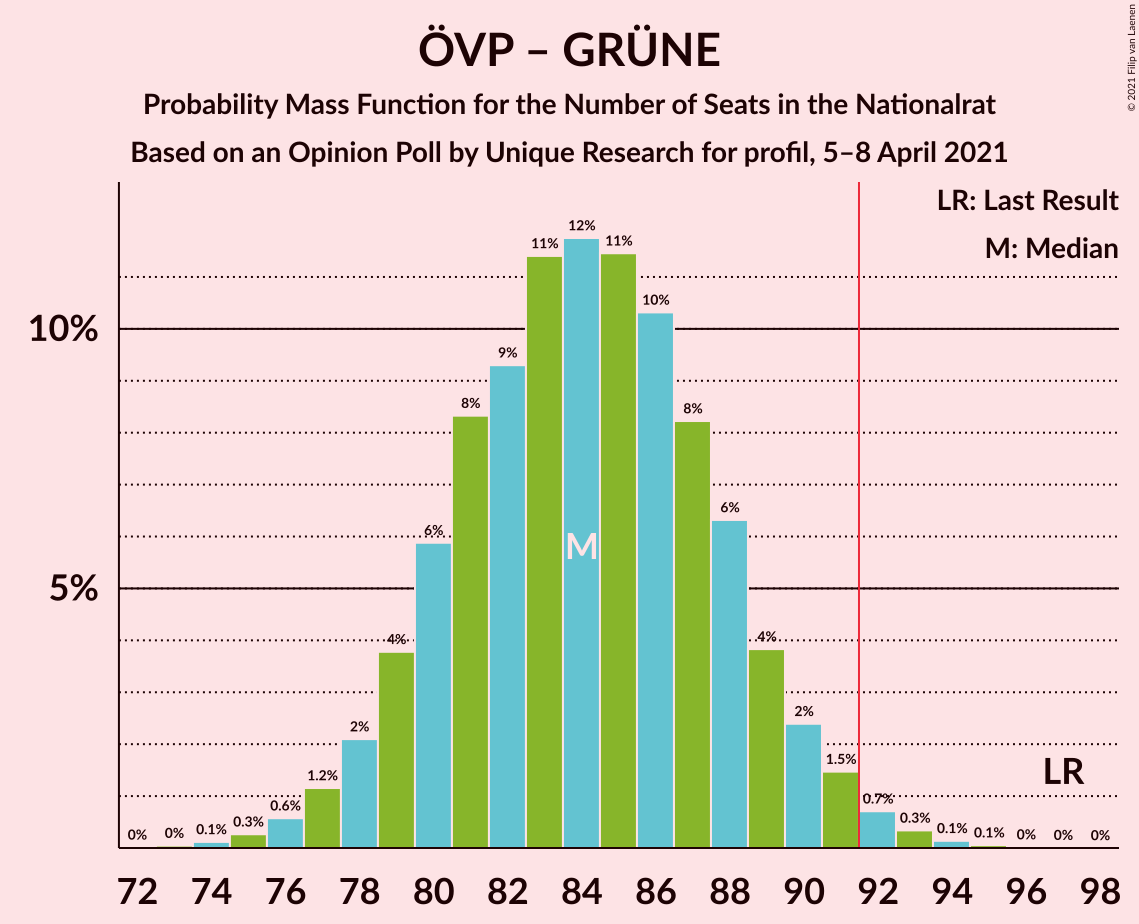 ÖVP – GRÜNE
Probability Mass Function for the Number of Seats in the Nationalrat
Based on an Opinion Poll by Unique Research for profil, 5–8 April 2021
© 2021 Filip van Laenen
LR: Last Result
M: Median
10%
5%
0% 0% 0.1% 0.3% 0.6% 1.2% 2% 4% 6% 8% 9% 11% 12% 11% 10% 8% 6% 4% 2% 1.5% 0.7% 0.3% 0.1% 0.1% 0% 0% 0%
M
LR
72 74 76 78 80 82 84 86 88 90 92 94 96 98